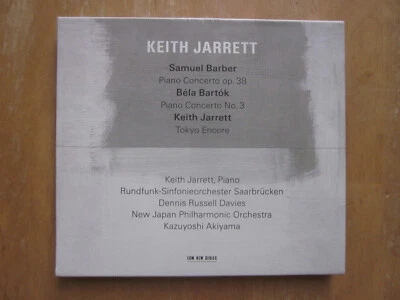 KEITH JARRETT
Samuel Barber
Piano Concerto op. 38
Béla Bartók
Piano Concerto No. 3
Keith Jarrett
Tokyo Encore
Keith Jarrett, Piano
Rundfunk-Sinfonieorchester Saarbrücken
Dennis Russell Davies
New Japan Philharmonic Orchestra
Kazuyoshi Akiyama
ECM NEW SERIES